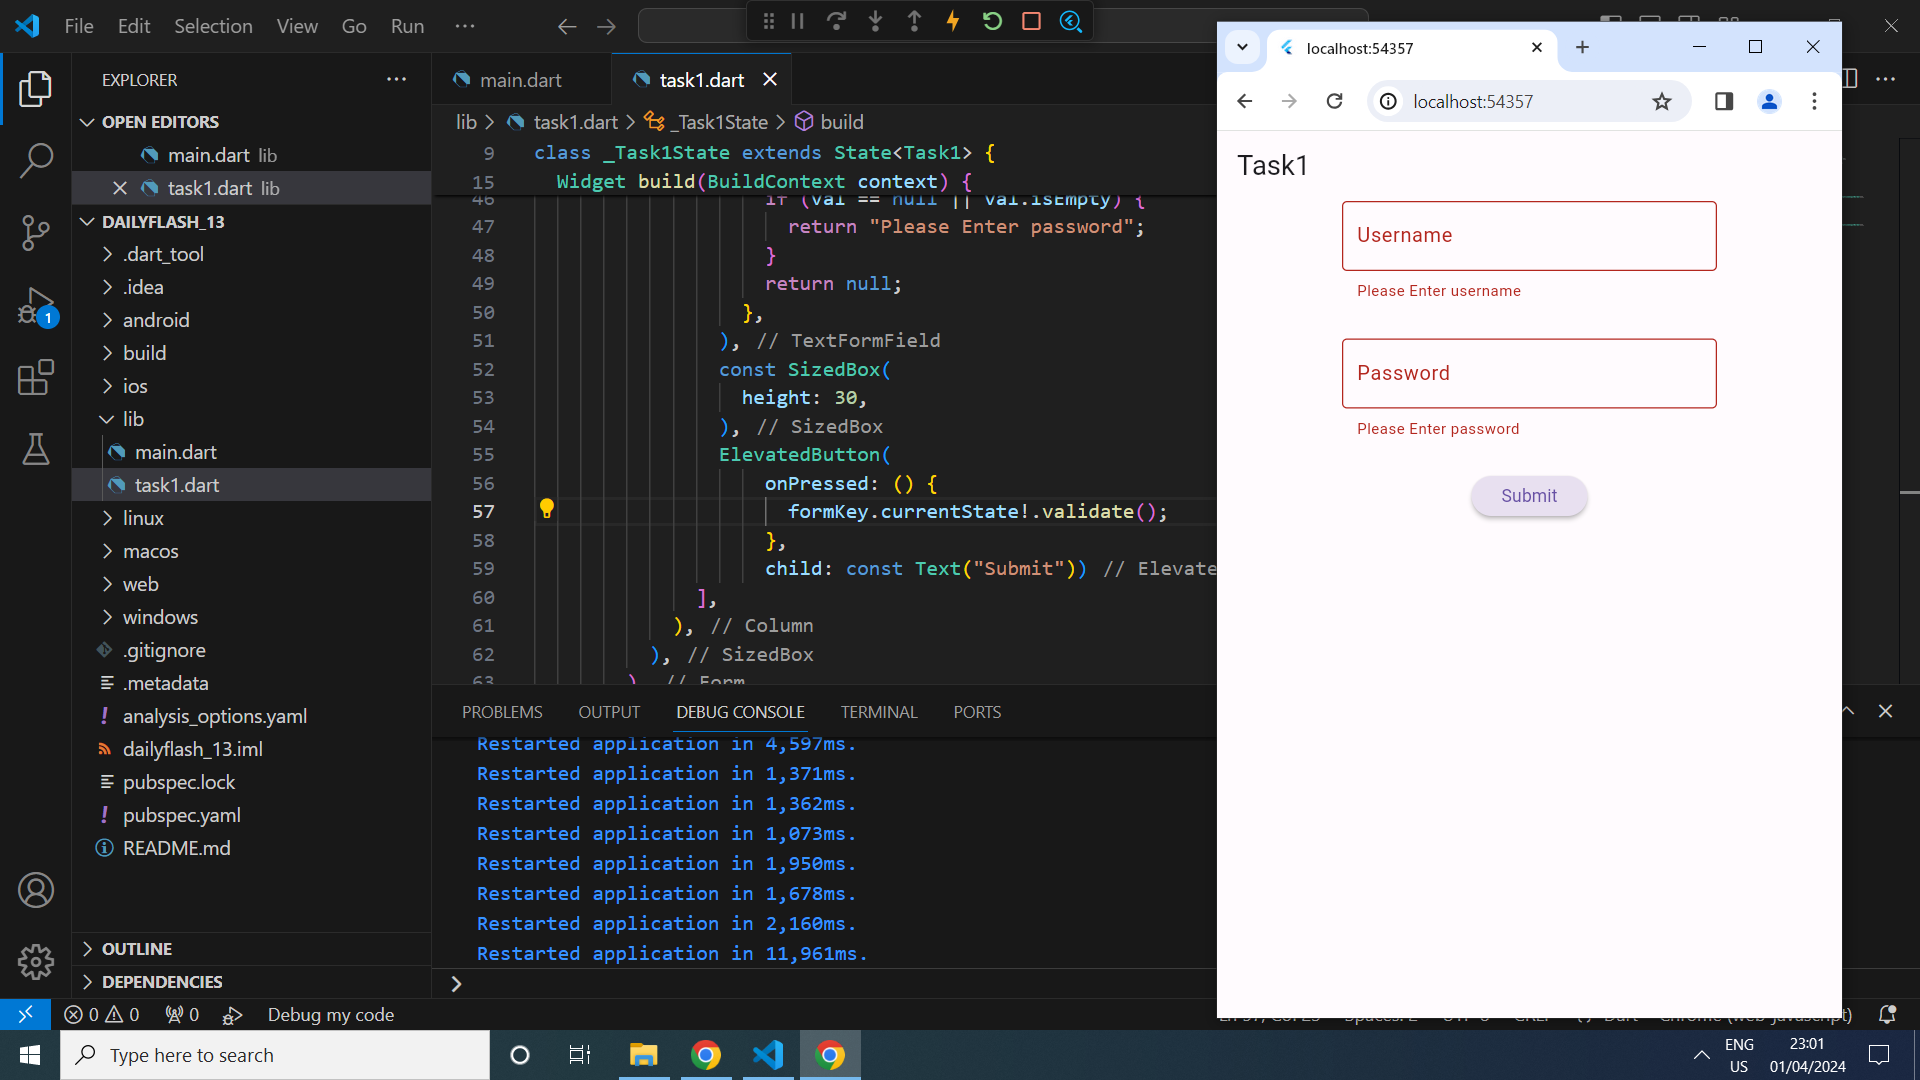 File Edit Selection View Go Run ···
EXPLORER
OPEN EDITORS
main.dart lib
task1.dart lib
DAILYFLASH_13
.dart_tool
.idea
android
build
ios
lib
main.dart
task1.dart
linux
macos
web
windows
.gitignore
.metadata
analysis_options.yaml
dailyflash_13.iml
pubspec.lock
pubspec.yaml
README.md
OUTLINE
DEPENDENCIES
1
main.dart
task1.dart
lib > task1.dart > _Task1State > build
9 class _Task1State extends State<Task1> {
15 Widget build(BuildContext context) {
46 if (val == null || val.isEmpty) {
47 return "Please Enter password";
48 }
49 return null;
50 },
51 ), // TextFormField
52 const SizedBox(
53 height: 30,
54 ), // SizedBox
55 ElevatedButton(
56 onPressed: () {
57 formKey.currentState!.validate();
58 },
59 child: const Text("Submit")) // Elevate
60 ],
61 ), // Column
62 ), // SizedBox
63 ), // Form
PROBLEMS OUTPUT DEBUG CONSOLE TERMINAL PORTS
Restarted application in 4,597ms.
Restarted application in 1,371ms.
Restarted application in 1,362ms.
Restarted application in 1,073ms.
Restarted application in 1,950ms.
Restarted application in 1,678ms.
Restarted application in 2,160ms.
Restarted application in 11,961ms.
localhost:54357
localhost:54357
Task1
Username
Please Enter username
Password
Please Enter password
Submit
0 0 0 Debug my code
Type here to search
ENG
US
23:01
01/04/2024